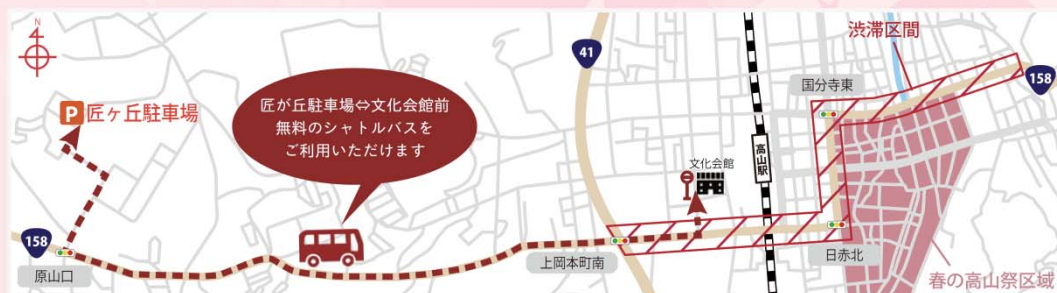 N
41
渋滞区間
158
国分寺東
P 匠ヶ丘駐車場
匠が丘駐車場⇔文化会館前
無料のシャトルバスを
ご利用いただけます
高山駅
文化会館
158
原山口
上岡本町南
日赤北
春の高山祭区域